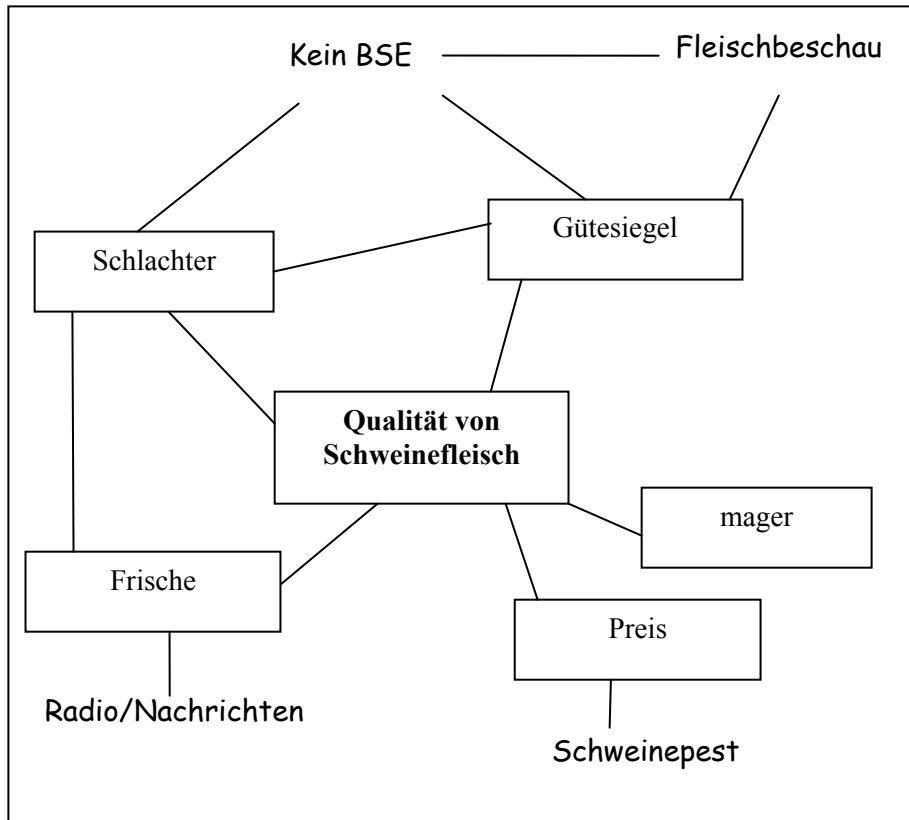 Kein BSE
Fleischbeschau
Gütesiegel
Schlachter
Qualität von
Schweinefleisch
mager
Frische
Preis
Radio/Nachrichten
Schweinepest